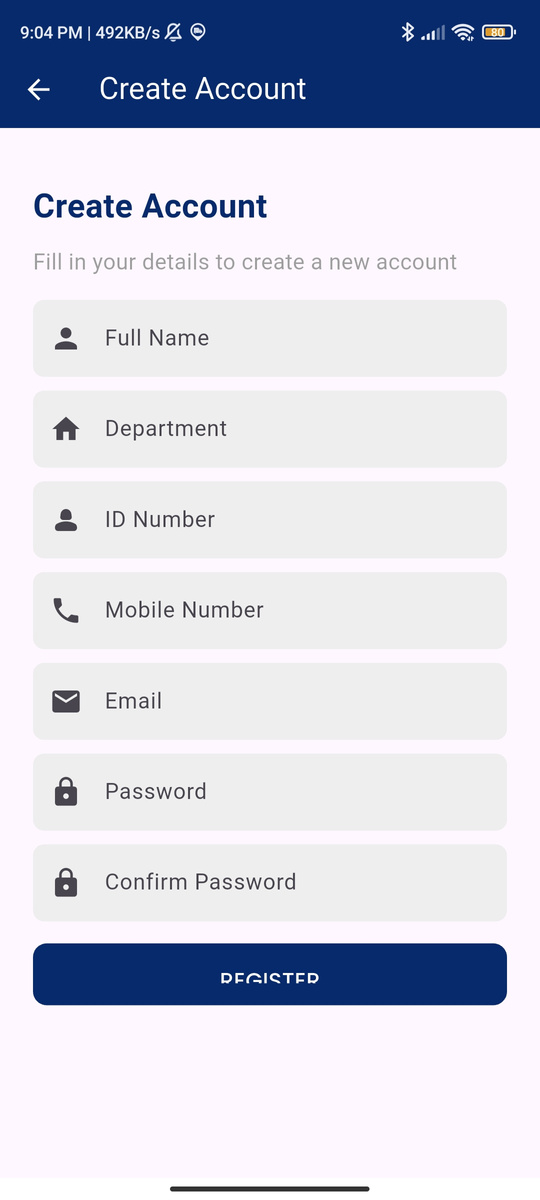 9:04 PM | 492KB/s
80
Create Account
Create Account
Fill in your details to create a new account
Full Name
Department
ID Number
Mobile Number
Email
Password
Confirm Password
REGISTER